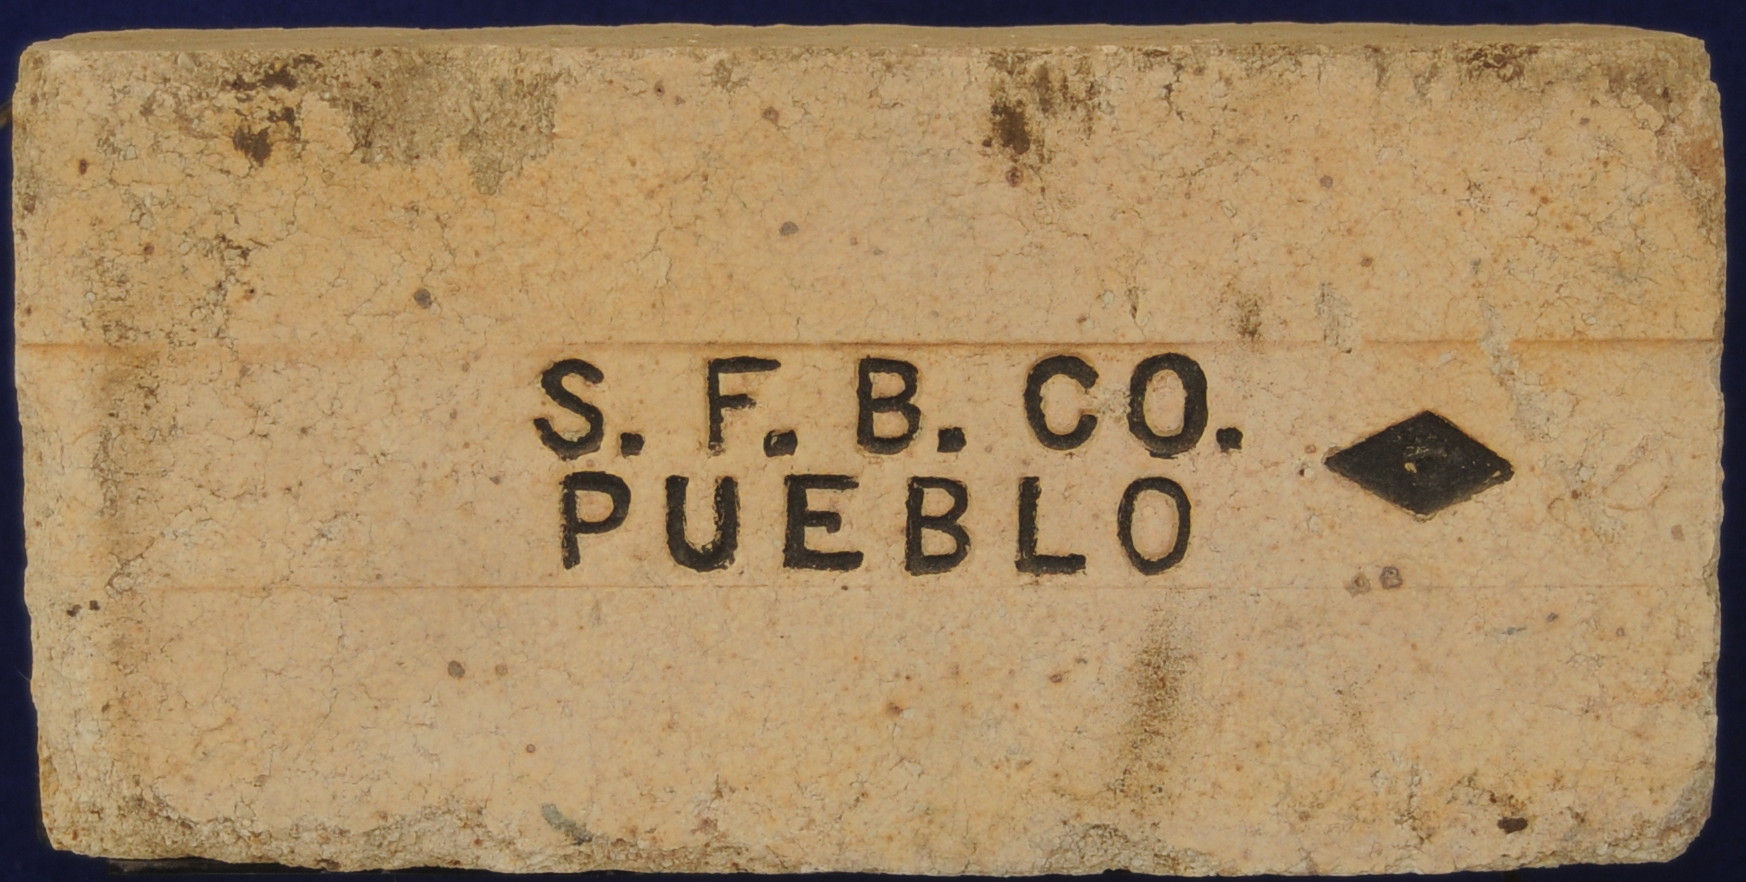 S. F. B. CO.
PUEBLO